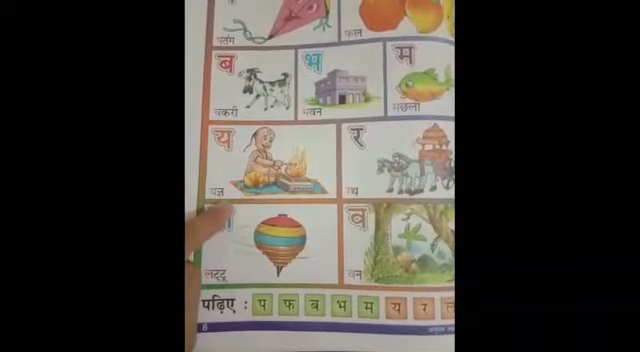 पतंग फल
ब भ म
बकरी भवन मछली
य र
यज्ञ रथ
व
लट्टू वन
पढ़िए : प फ ब भ म य र ल
6